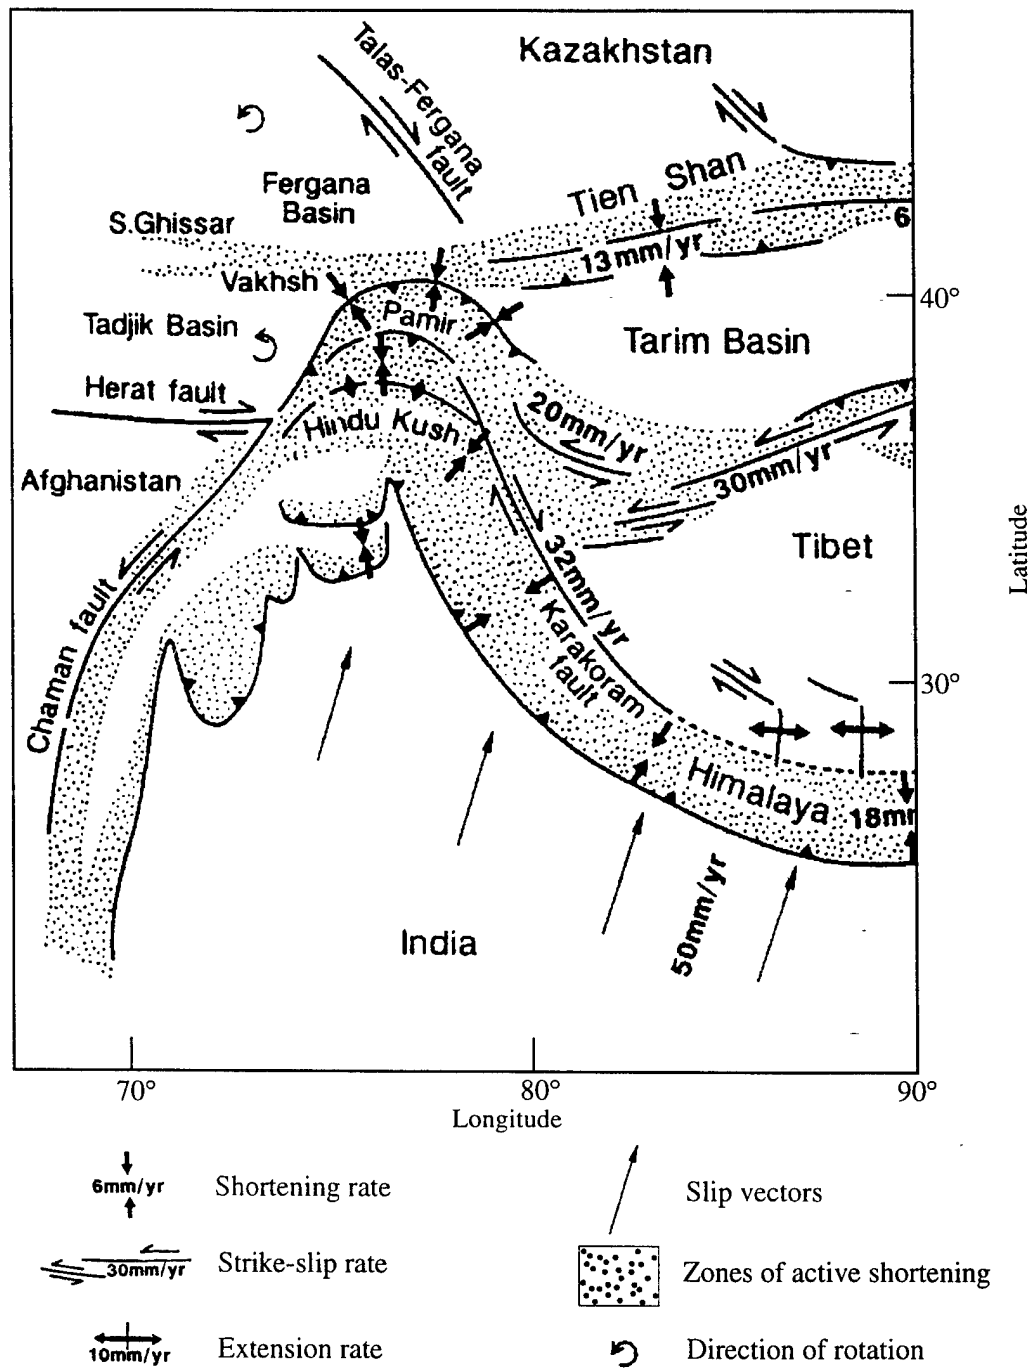 Kazakhstan
Talas-Fergana
fault
Fergana
Basin
Tien Shan
S.Ghissar
6
13mm/yr
Vakhsh
40°
Pamir
Tadjik Basin
Tarim Basin
Herat fault
20mm/yr
Hindu Kush
30mm/yr
Afghanistan
Latitude
Tibet
32mm/yr
Karakoram
fault
Chaman fault
30°
Himalaya
18mm
50mm/yr
India
70°
80°
90°
Longitude
6mm/yr
Shortening rate
Slip vectors
30mm/yr
Strike-slip rate
Zones of active shortening
10mm/yr
Extension rate
Direction of rotation